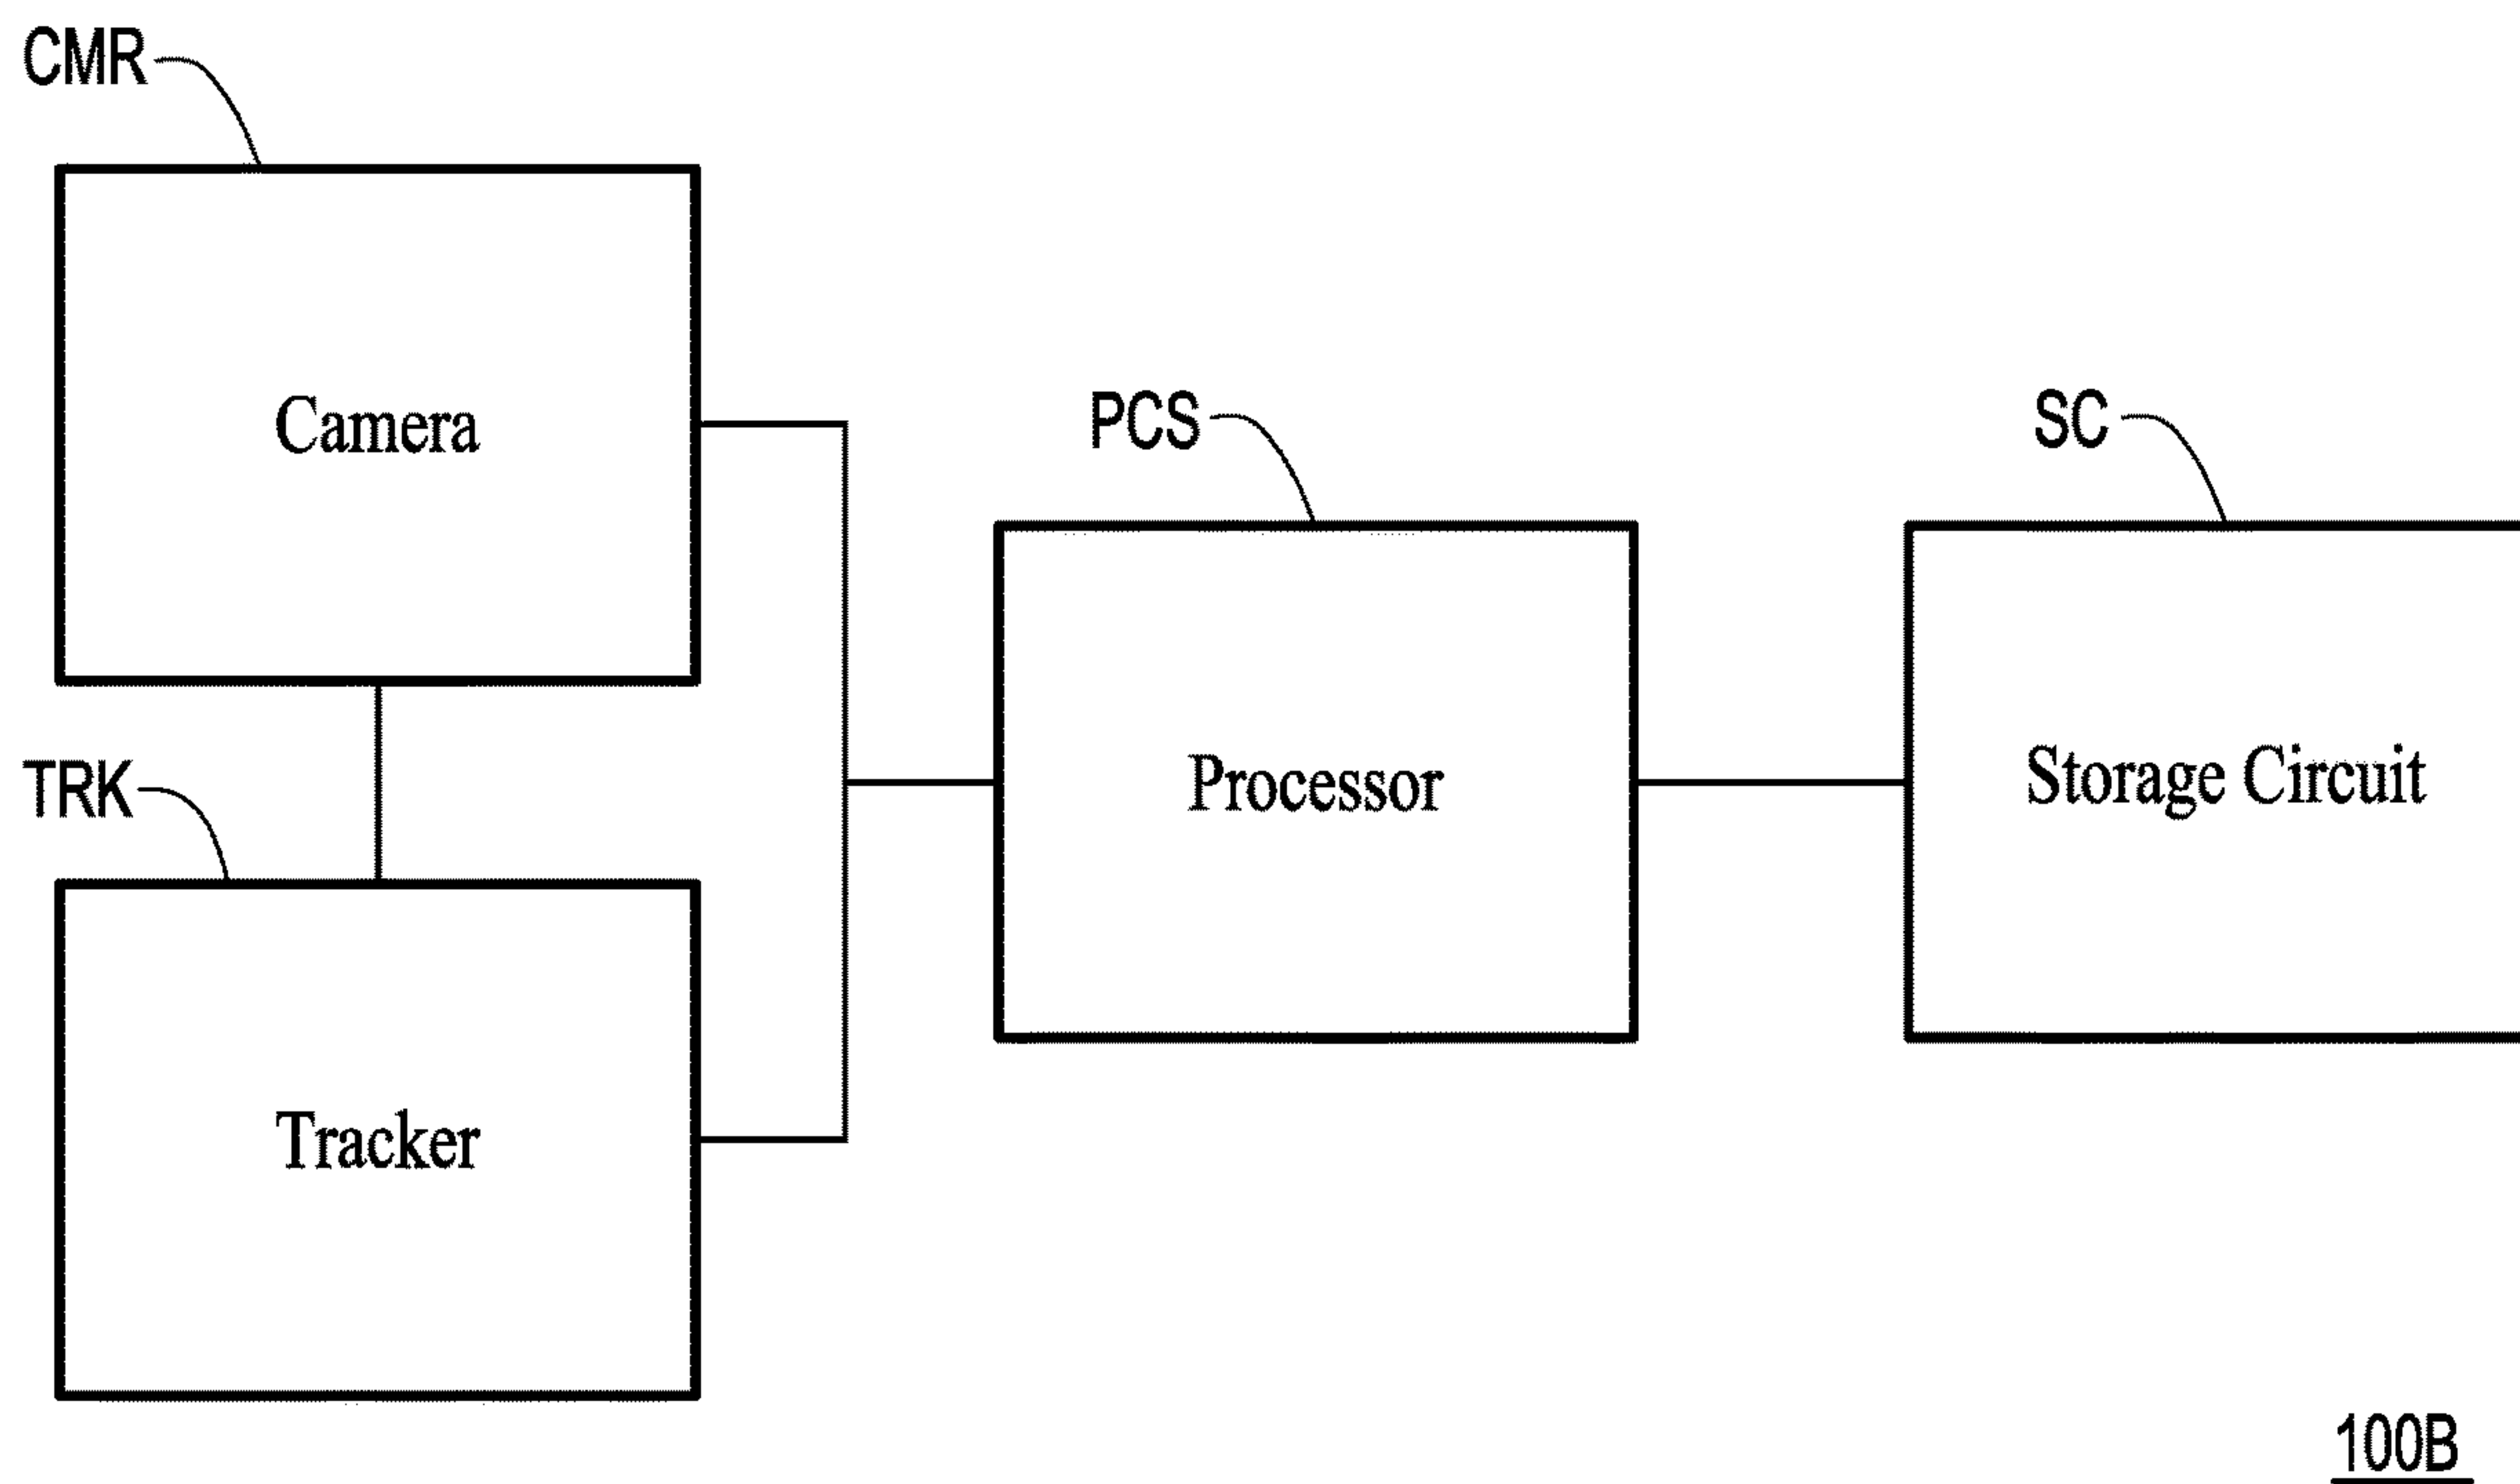 CMR
Camera
PCS
SC
TRK
Processor
Storage Circuit
Tracker
100B